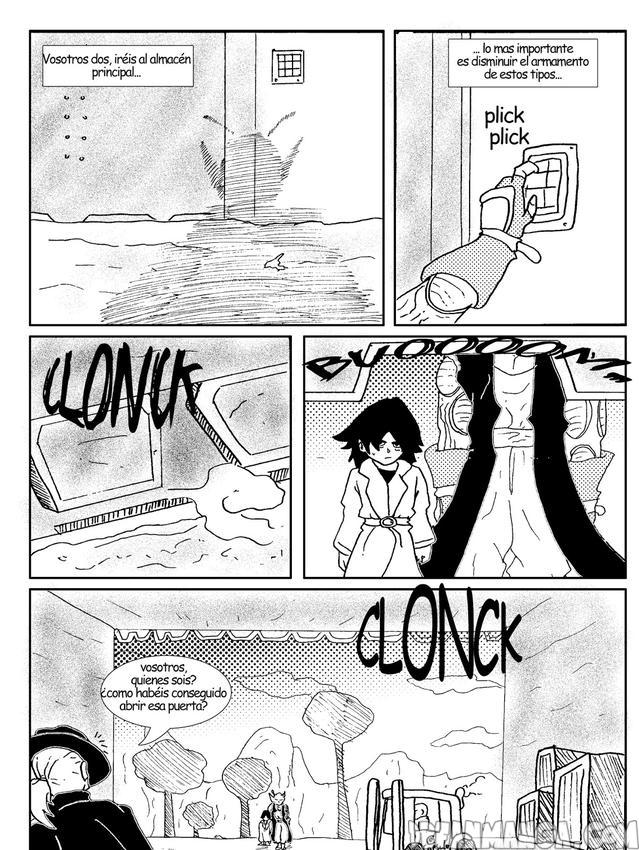 Vosotros dos, iréis al almacén
principal...
... lo mas importante
es disminuir el armamento
de estos tipos...
plick
plick
CLONCK
BUOOOOOM
CLONCK
vosotros,
quienes sois?
¿como habéis conseguido
abrir esa puerta?